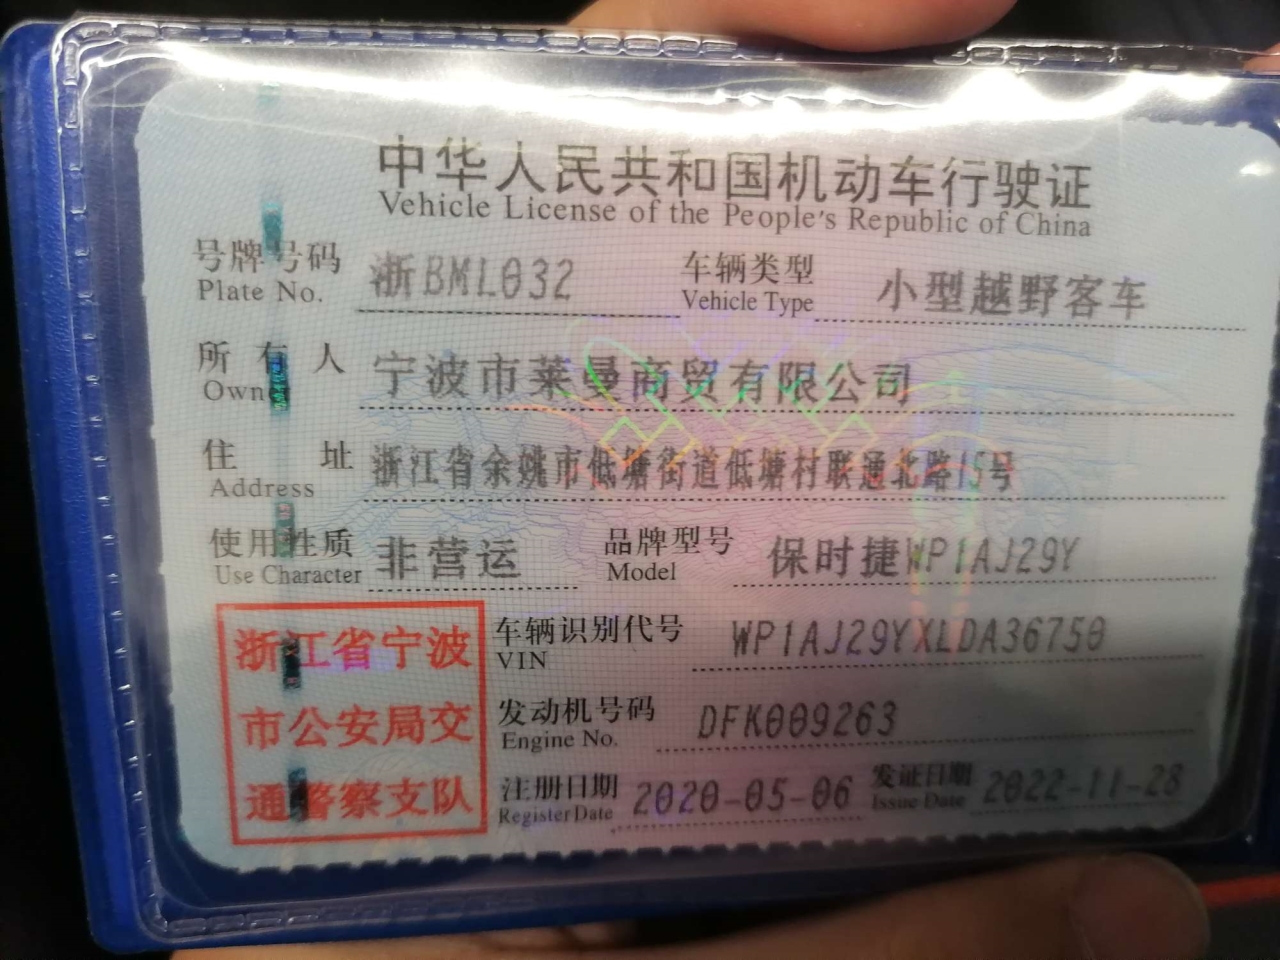 中华人民共和国机动车行驶证
Vehicle License of the People's Republic of China
号牌号码 浙BML032 车辆类型 小型越野客车
Plate No. Vehicle Type
所有人 宁波市莱曼商贸有限公司
Owne
住址 浙江省余姚市低塘街道低塘村联通北路15号
Address
使用性质 非营运 品牌型号 保时捷WP1AJ29Y
Use Character Model
浙江省宁波
市公安局交
通警察支队
车辆识别代号 WP1AJ29YXLDA36750
VIN
发动机号码 DFK009263
Engine No.
注册日期 2020-05-06 发证日期 2022-11-28
Register Date Issue Date